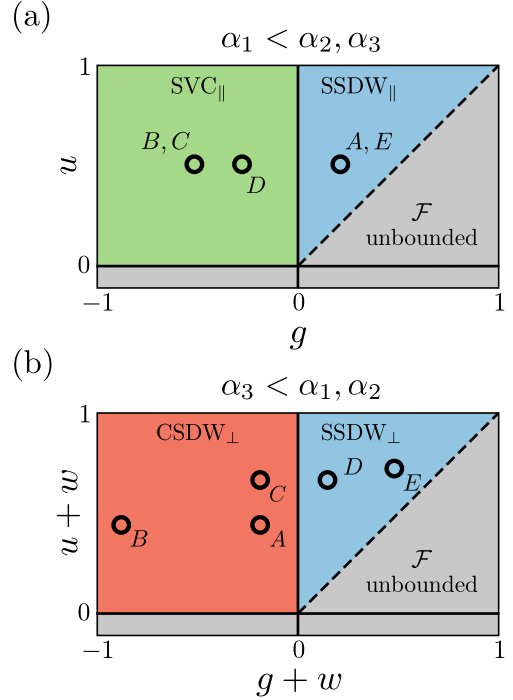 (a)
α₁ < α₂, α₃
1
SVC∥
SSDW∥
B, C
A, E
u
D
ℱ
unbounded
0
−1
0
1
g
(b)
α₃ < α₁, α₂
1
CSDW⊥
SSDW⊥
D
C
E
u + w
B
A
ℱ
unbounded
0
−1
0
1
g + w